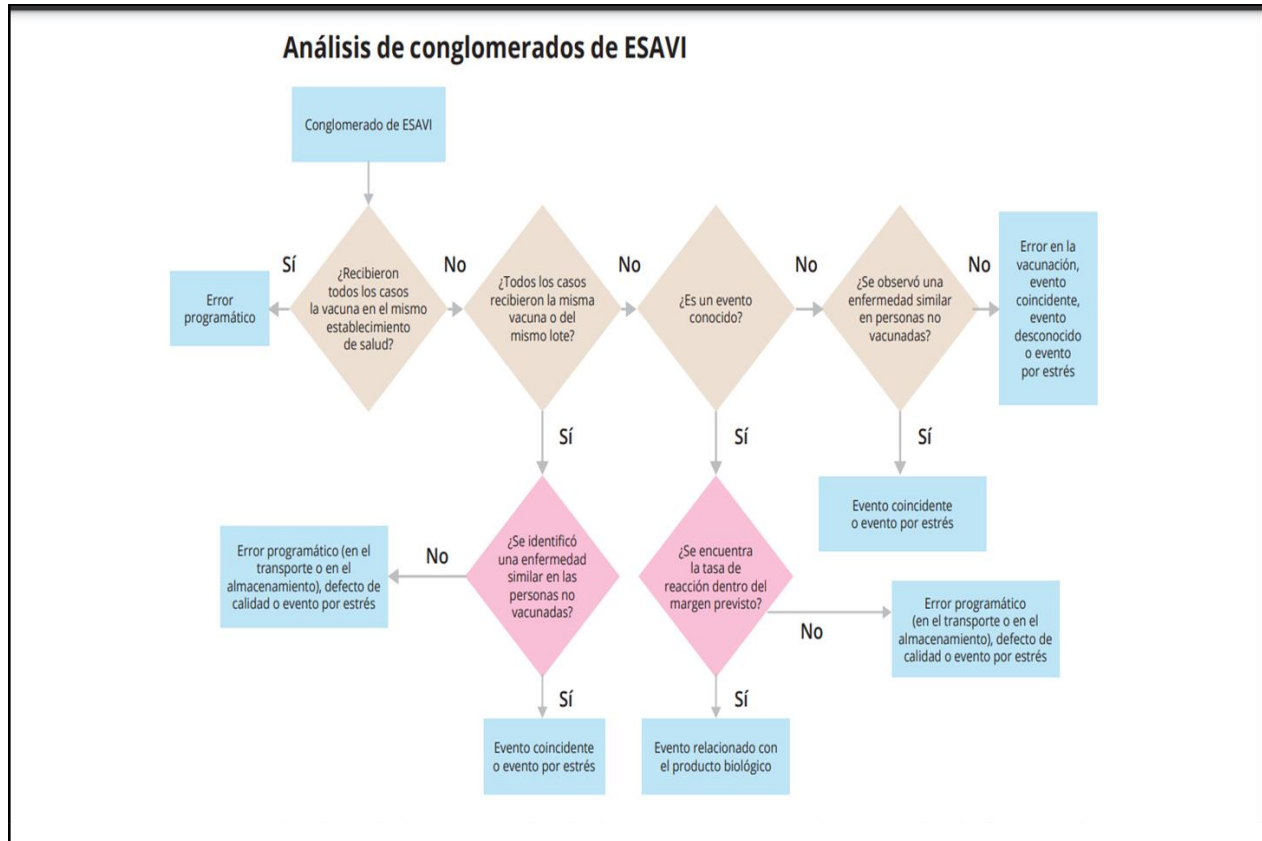 Análisis de conglomerados de ESAVI
Conglomerado de ESAVI
Sí
No
No
No
No
Error
programático
¿Recibieron
todos los casos
la vacuna en el mismo
establecimiento
de salud?
¿Todos los casos
recibieron la misma
vacuna o del
mismo lote?
¿Es un evento
conocido?
¿Se observó una
enfermedad similar
en personas no
vacunadas?
Error en la
vacunación,
evento
coincidente,
evento
desconocido
o evento
por estrés
Sí
Sí
Sí
Error programático (en el
transporte o en el
almacenamiento), defecto de
calidad o evento por estrés
No
¿Se identificó
una enfermedad
similar en las
personas no
vacunadas?
¿Se encuentra
la tasa de
reacción dentro del
margen previsto?
No
Evento coincidente
o evento por estrés
Error programático
(en el transporte o en el
almacenamiento), defecto de
calidad o evento por estrés
Sí
Sí
Evento coincidente
o evento por estrés
Evento relacionado con
el producto biológico